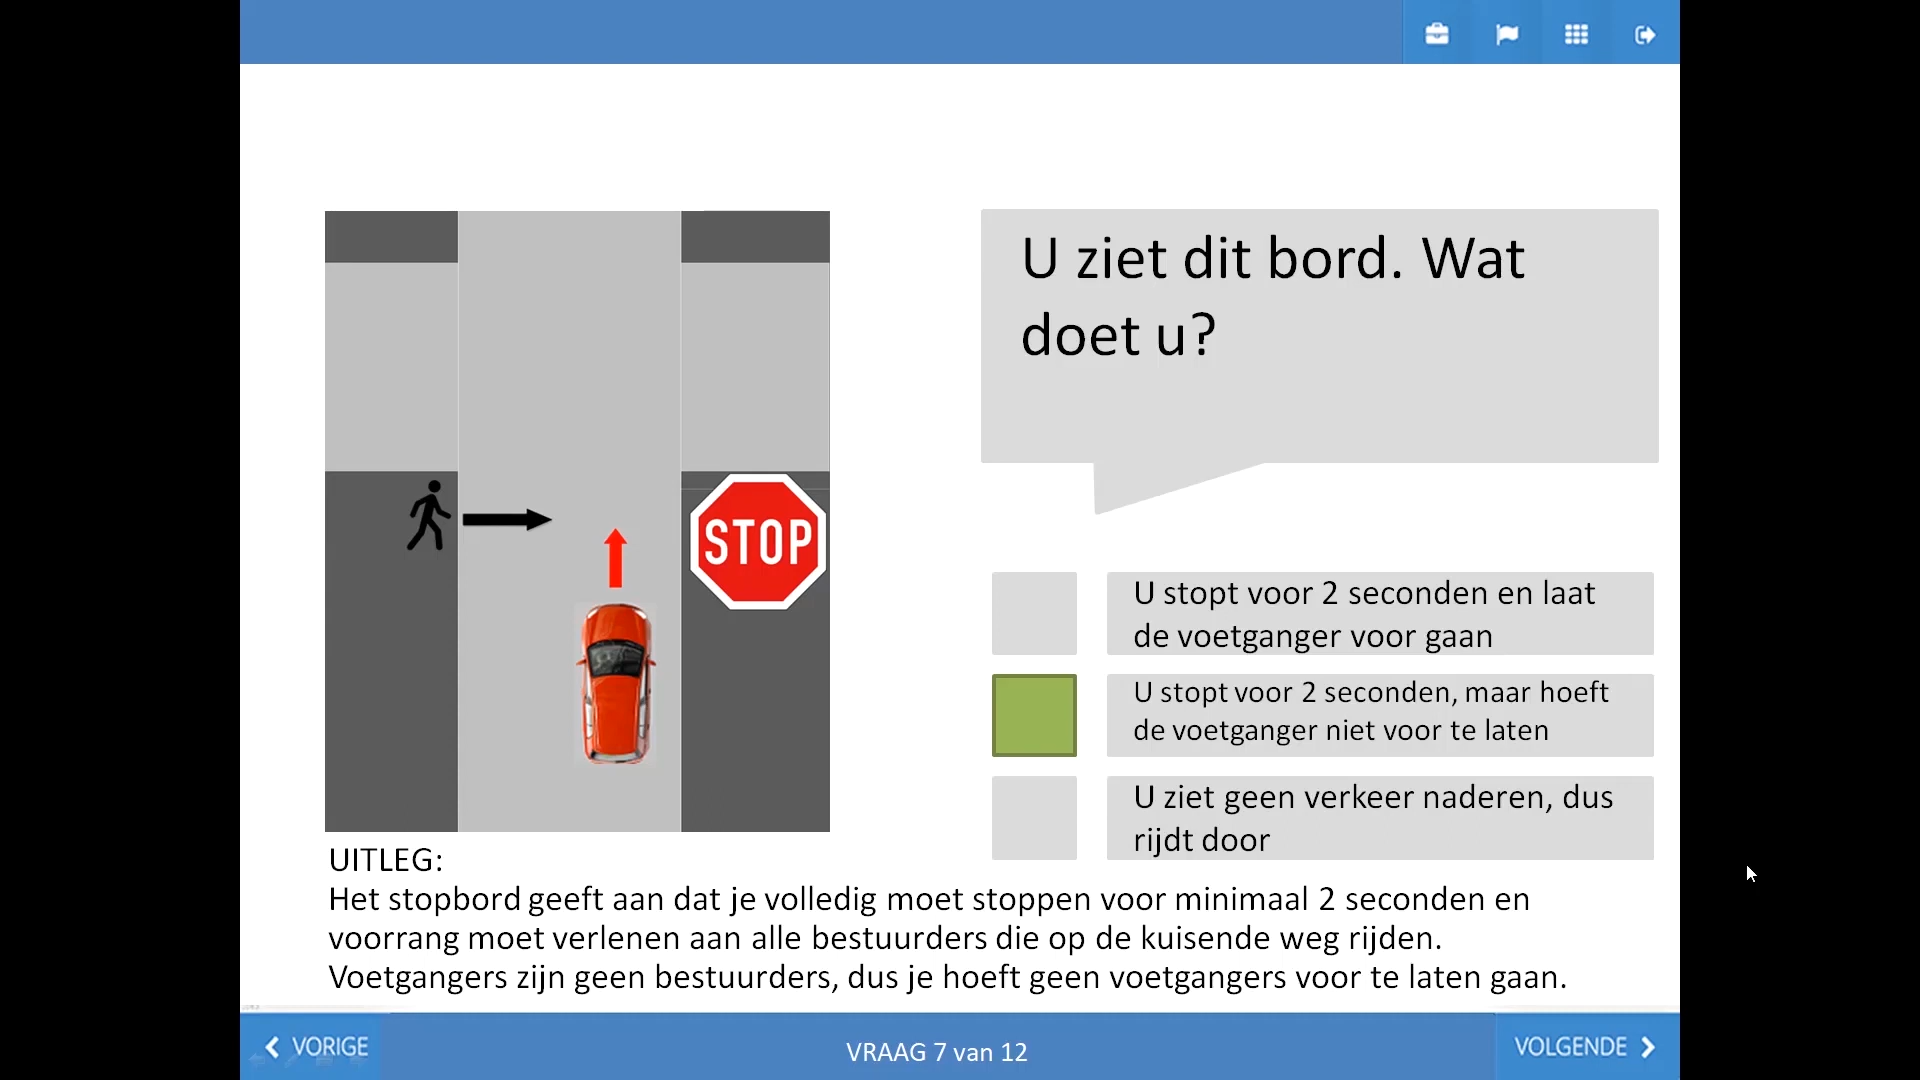 U ziet dit bord. Wat
doet u?
STOP
U stopt voor 2 seconden en laat
de voetganger voor gaan
U stopt voor 2 seconden, maar hoeft
de voetganger niet voor te laten
U ziet geen verkeer naderen, dus
rijdt door
UITLEG:
Het stopbord geeft aan dat je volledig moet stoppen voor minimaal 2 seconden en
voorrang moet verlenen aan alle bestuurders die op de kuisende weg rijden.
Voetgangers zijn geen bestuurders, dus je hoeft geen voetgangers voor te laten gaan.
VORIGE
VRAAG 7 van 12
VOLGENDE